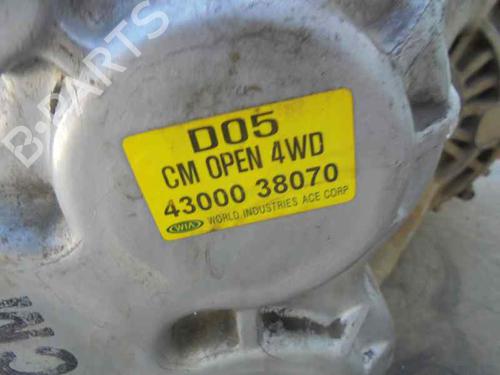 B-PARTS
D05
CM OPEN 4WD
43000 38070
WIA WORLD INDUSTRIES ACE CORP